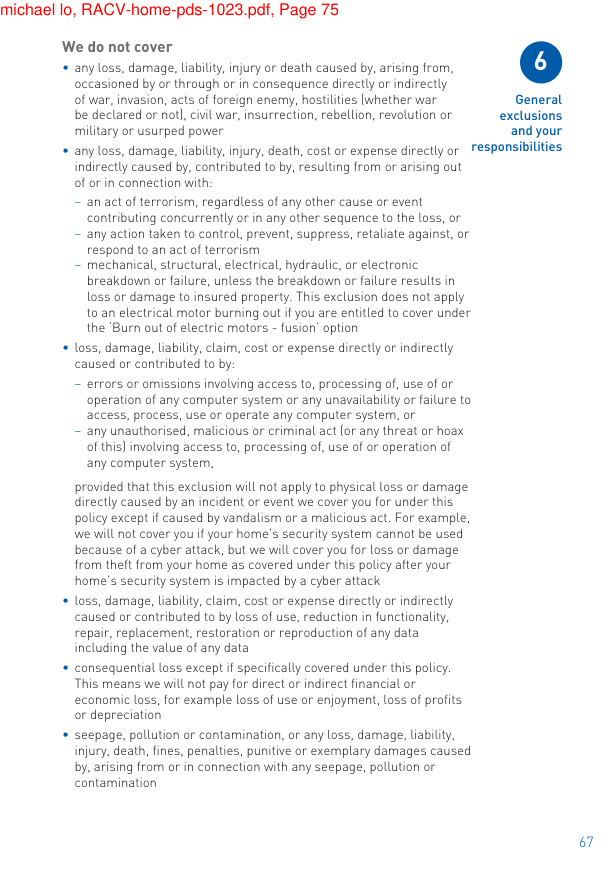 michael lo, RACV-home-pds-1023.pdf, Page 75
We do not cover
• any loss, damage, liability, injury or death caused by, arising from,
occasioned by or through or in consequence directly or indirectly
of war, invasion, acts of foreign enemy, hostilities (whether war
be declared or not), civil war, insurrection, rebellion, revolution or
military or usurped power
• any loss, damage, liability, injury, death, cost or expense directly or
indirectly caused by, contributed to by, resulting from or arising out
of or in connection with:
– an act of terrorism, regardless of any other cause or event
contributing concurrently or in any other sequence to the loss, or
– any action taken to control, prevent, suppress, retaliate against, or
respond to an act of terrorism
– mechanical, structural, electrical, hydraulic, or electronic
breakdown or failure, unless the breakdown or failure results in
loss or damage to insured property. This exclusion does not apply
to an electrical motor burning out if you are entitled to cover under
the 'Burn out of electric motors - fusion' option
• loss, damage, liability, claim, cost or expense directly or indirectly
caused or contributed to by:
– errors or omissions involving access to, processing of, use of or
operation of any computer system or any unavailability or failure to
access, process, use or operate any computer system, or
– any unauthorised, malicious or criminal act (or any threat or hoax
of this) involving access to, processing of, use of or operation of
any computer system,
provided that this exclusion will not apply to physical loss or damage
directly caused by an incident or event we cover you for under this
policy except if caused by vandalism or a malicious act. For example,
we will not cover you if your home's security system cannot be used
because of a cyber attack, but we will cover you for loss or damage
from theft from your home as covered under this policy after your
home's security system is impacted by a cyber attack
• loss, damage, liability, claim, cost or expense directly or indirectly
caused or contributed to by loss of use, reduction in functionality,
repair, replacement, restoration or reproduction of any data
including the value of any data
• consequential loss except if specifically covered under this policy.
This means we will not pay for direct or indirect financial or
economic loss, for example loss of use or enjoyment, loss of profits
or depreciation
• seepage, pollution or contamination, or any loss, damage, liability,
injury, death, fines, penalties, punitive or exemplary damages caused
by, arising from or in connection with any seepage, pollution or
contamination
6
General
exclusions
and your
responsibilities
67